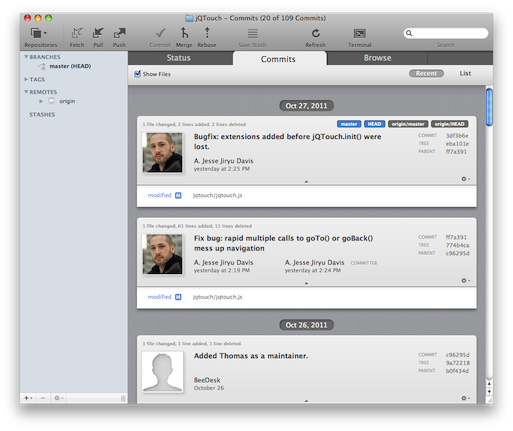 jQTouch – Commits (20 of 109 Commits)
Repositories Fetch Pull Push Commit Merge Rebase Save Stash Refresh Terminal Search
BRANCHES
master (HEAD)
TAGS
REMOTES
origin
STASHES
Status Commits Browse
Show Files Recent List
Oct 27, 2011
1 file changed, 2 lines added, 2 lines deleted master HEAD origin/master origin/HEAD
Bugfix: extensions added before jQTouch.init() were
lost.
A. Jesse Jiryu Davis
yesterday at 2:25 PM
COMMIT 3df3b6e
TREE eba101e
PARENT ff7a391
modified M jqtouch/jqtouch.js
1 file changed, 61 lines added, 11 lines deleted
Fix bug: rapid multiple calls to goTo() or goBack()
mess up navigation
A. Jesse Jiryu Davis
yesterday at 2:19 PM
A. Jesse Jiryu Davis COMMITTER
yesterday at 2:24 PM
COMMIT ff7a391
TREE 774b4ca
PARENT c96295d
modified M jqtouch/jqtouch.js
Oct 26, 2011
1 file changed, 1 line added, 1 line deleted
Added Thomas as a maintainer.
BeeDesk
October 26
COMMIT c96295d
TREE 9a72218
PARENT b0f434d